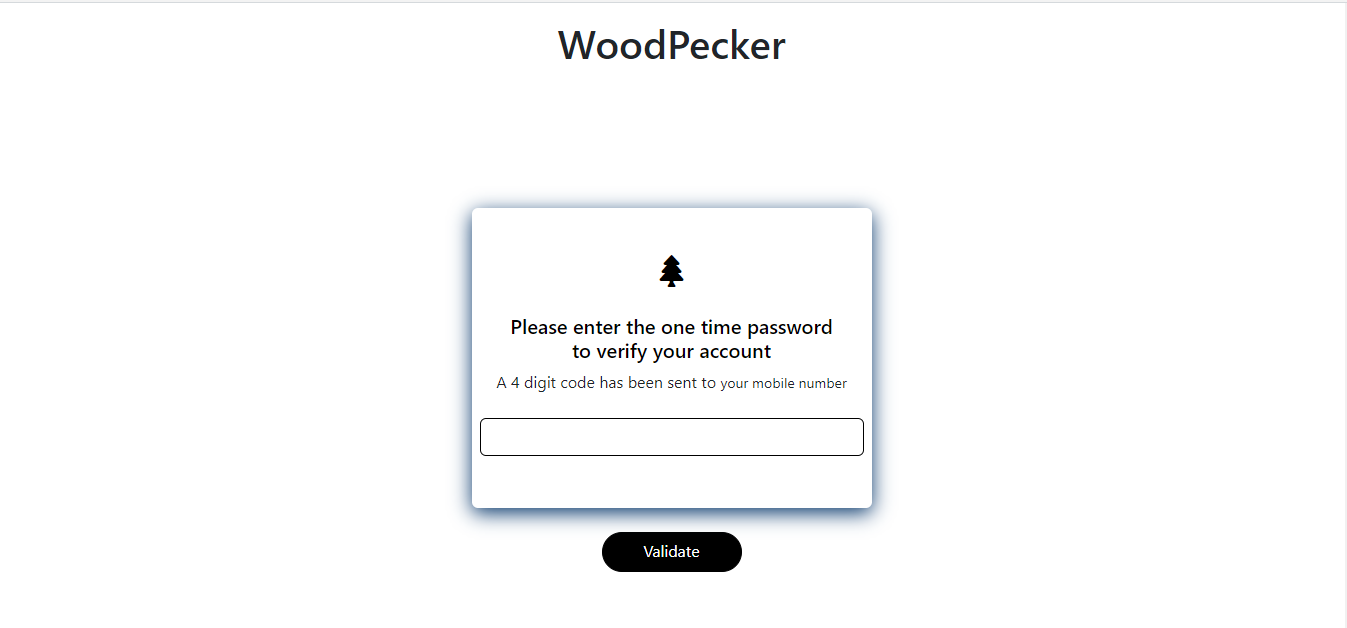 WoodPecker
Please enter the one time password
to verify your account
A 4 digit code has been sent to your mobile number
Validate